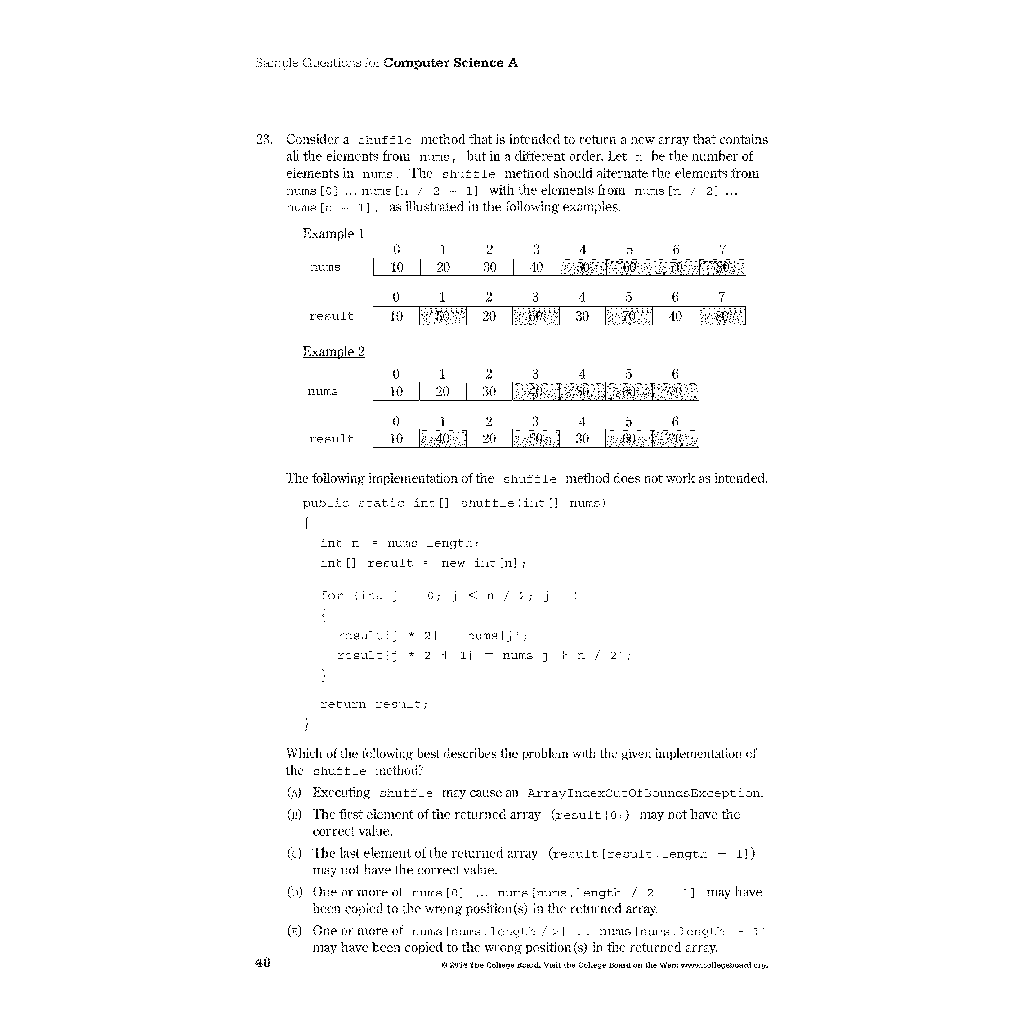 Sample Questions for Computer Science A
23. Consider a shuffle method that is intended to return a new array that contains
all the elements from nums, but in a different order. Let n be the number of
elements in nums. The shuffle method should alternate the elements from
nums[0] ... nums[n / 2 - 1] with the elements from nums[n / 2] ...
nums[n - 1], as illustrated in the following examples.
Example 1
0 1 2 3 4 5 6 7
nums 10 20 30 40 50 60 70 80
0 1 2 3 4 5 6 7
result 10 50 20 60 30 70 40 80
Example 2
0 1 2 3 4 5 6
nums 10 20 30 40 50 60 70
0 1 2 3 4 5 6
result 10 40 20 50 30 60 70
The following implementation of the shuffle method does not work as intended.
public static int[] shuffle(int[] nums)
{
int n = nums.length;
int[] result = new int[n];
for (int j = 0; j < n / 2; j
{
result[j * 2] = nums[j];
result[j * 2 + 1] = nums[j + n / 2];
}
return result;
}
Which of the following best describes the problem with the given implementation of
the shuffle method?
(A) Executing shuffle may cause an ArrayIndexOutOfBoundsException.
(B) The first element of the returned array (result[0]) may not have the
correct value.
(C) The last element of the returned array (result[result.length - 1])
may not have the correct value.
(D) One or more of nums[0] ... nums[nums.length / 2 - 1] may have
been copied to the wrong position(s) in the returned array.
(E) One or more of nums[nums.length / 2] ... nums[nums.length - 1]
may have been copied to the wrong position(s) in the returned array.
40 © 2014 The College Board. Visit the College Board on the Web: www.collegeboard.org.